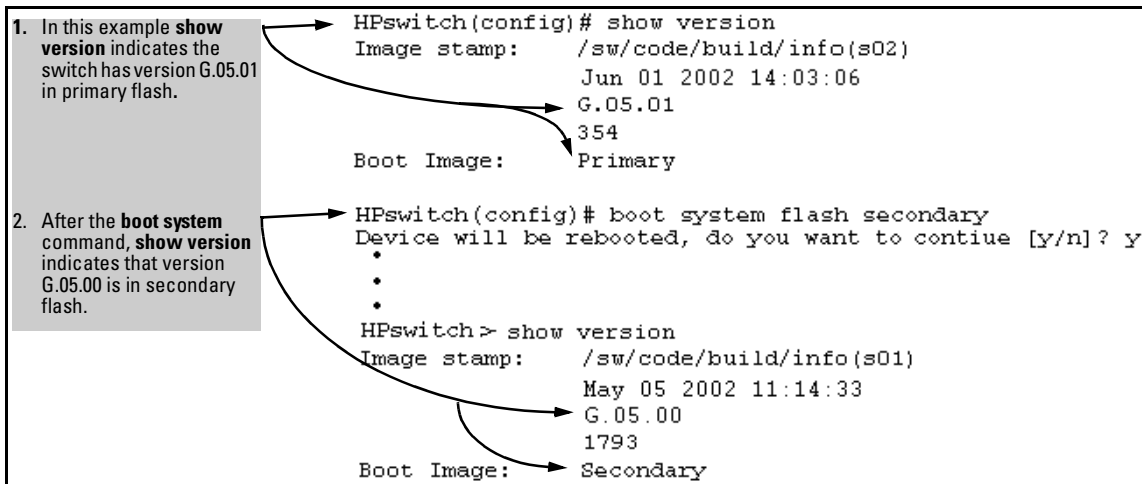 1. In this example show
version indicates the
switch has version G.05.01
in primary flash.
HPswitch(config)# show version
Image stamp: /sw/code/build/info(s02)
Jun 01 2002 14:03:06
G.05.01
354
Boot Image: Primary
2. After the boot system
command, show version
indicates that version
G.05.00 is in secondary
flash.
HPswitch(config)# boot system flash secondary
Device will be rebooted, do you want to contiue [y/n]? y
HPswitch> show version
Image stamp: /sw/code/build/info(s01)
May 05 2002 11:14:33
G.05.00
1793
Boot Image: Secondary